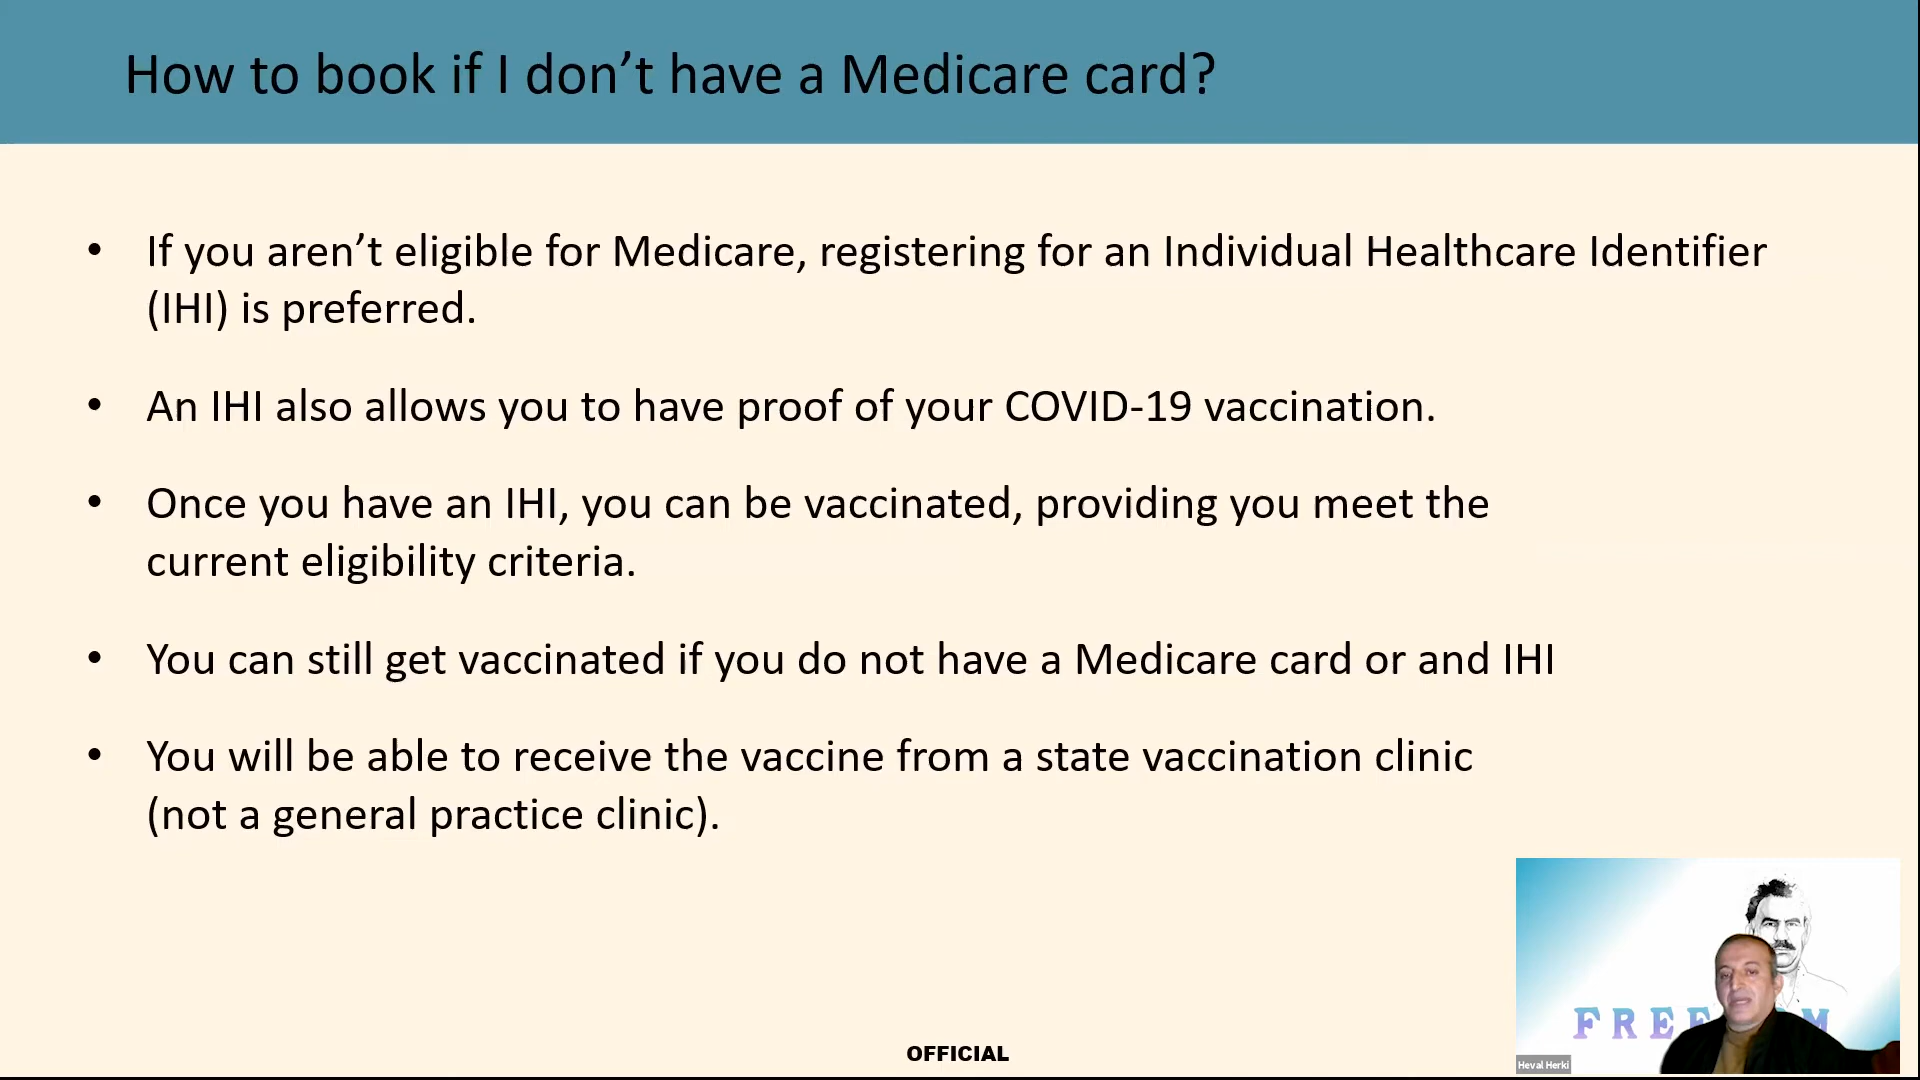 How to book if I don’t have a Medicare card?
• If you aren’t eligible for Medicare, registering for an Individual Healthcare Identifier
(IHI) is preferred.
• An IHI also allows you to have proof of your COVID-19 vaccination.
• Once you have an IHI, you can be vaccinated, providing you meet the
current eligibility criteria.
• You can still get vaccinated if you do not have a Medicare card or and IHI
• You will be able to receive the vaccine from a state vaccination clinic
(not a general practice clinic).
OFFICIAL
Heval Herki